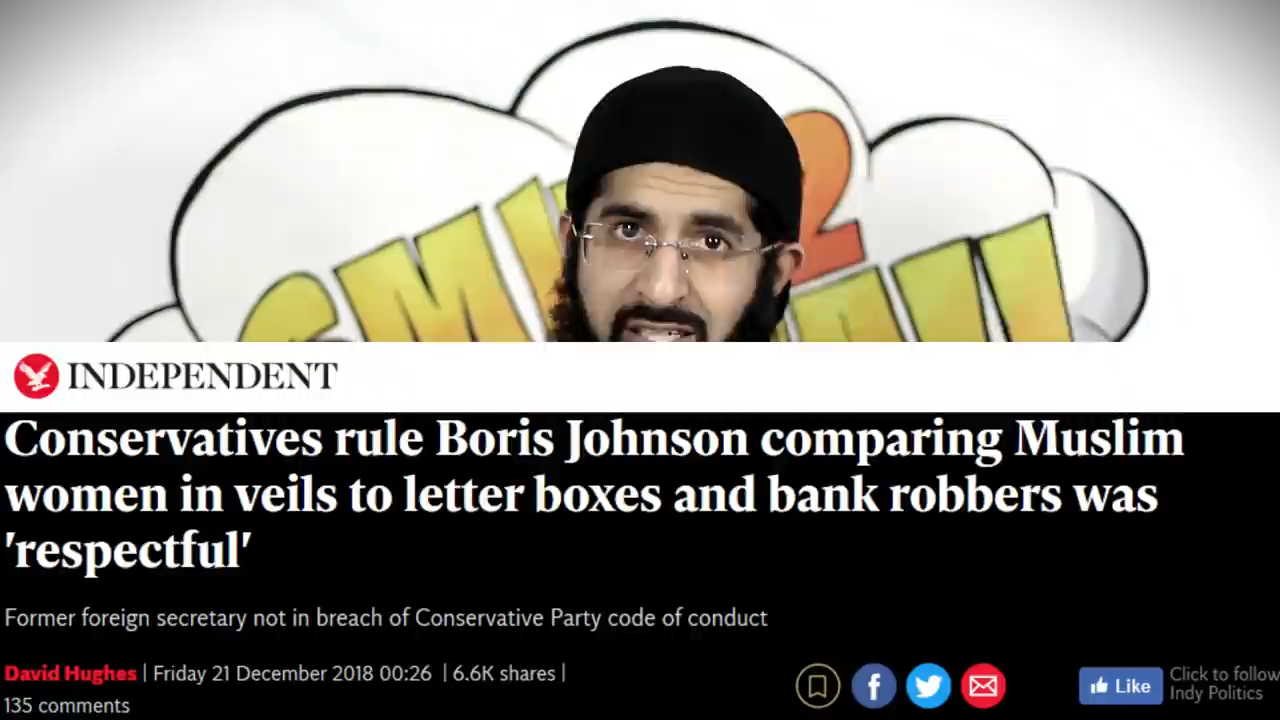 2
INDEPENDENT
Conservatives rule Boris Johnson comparing Muslim
women in veils to letter boxes and bank robbers was
'respectful'
Former foreign secretary not in breach of Conservative Party code of conduct
David Hughes | Friday 21 December 2018 00:26 | 6.6K shares |
135 comments
Like
Click to follow
Indy Politics